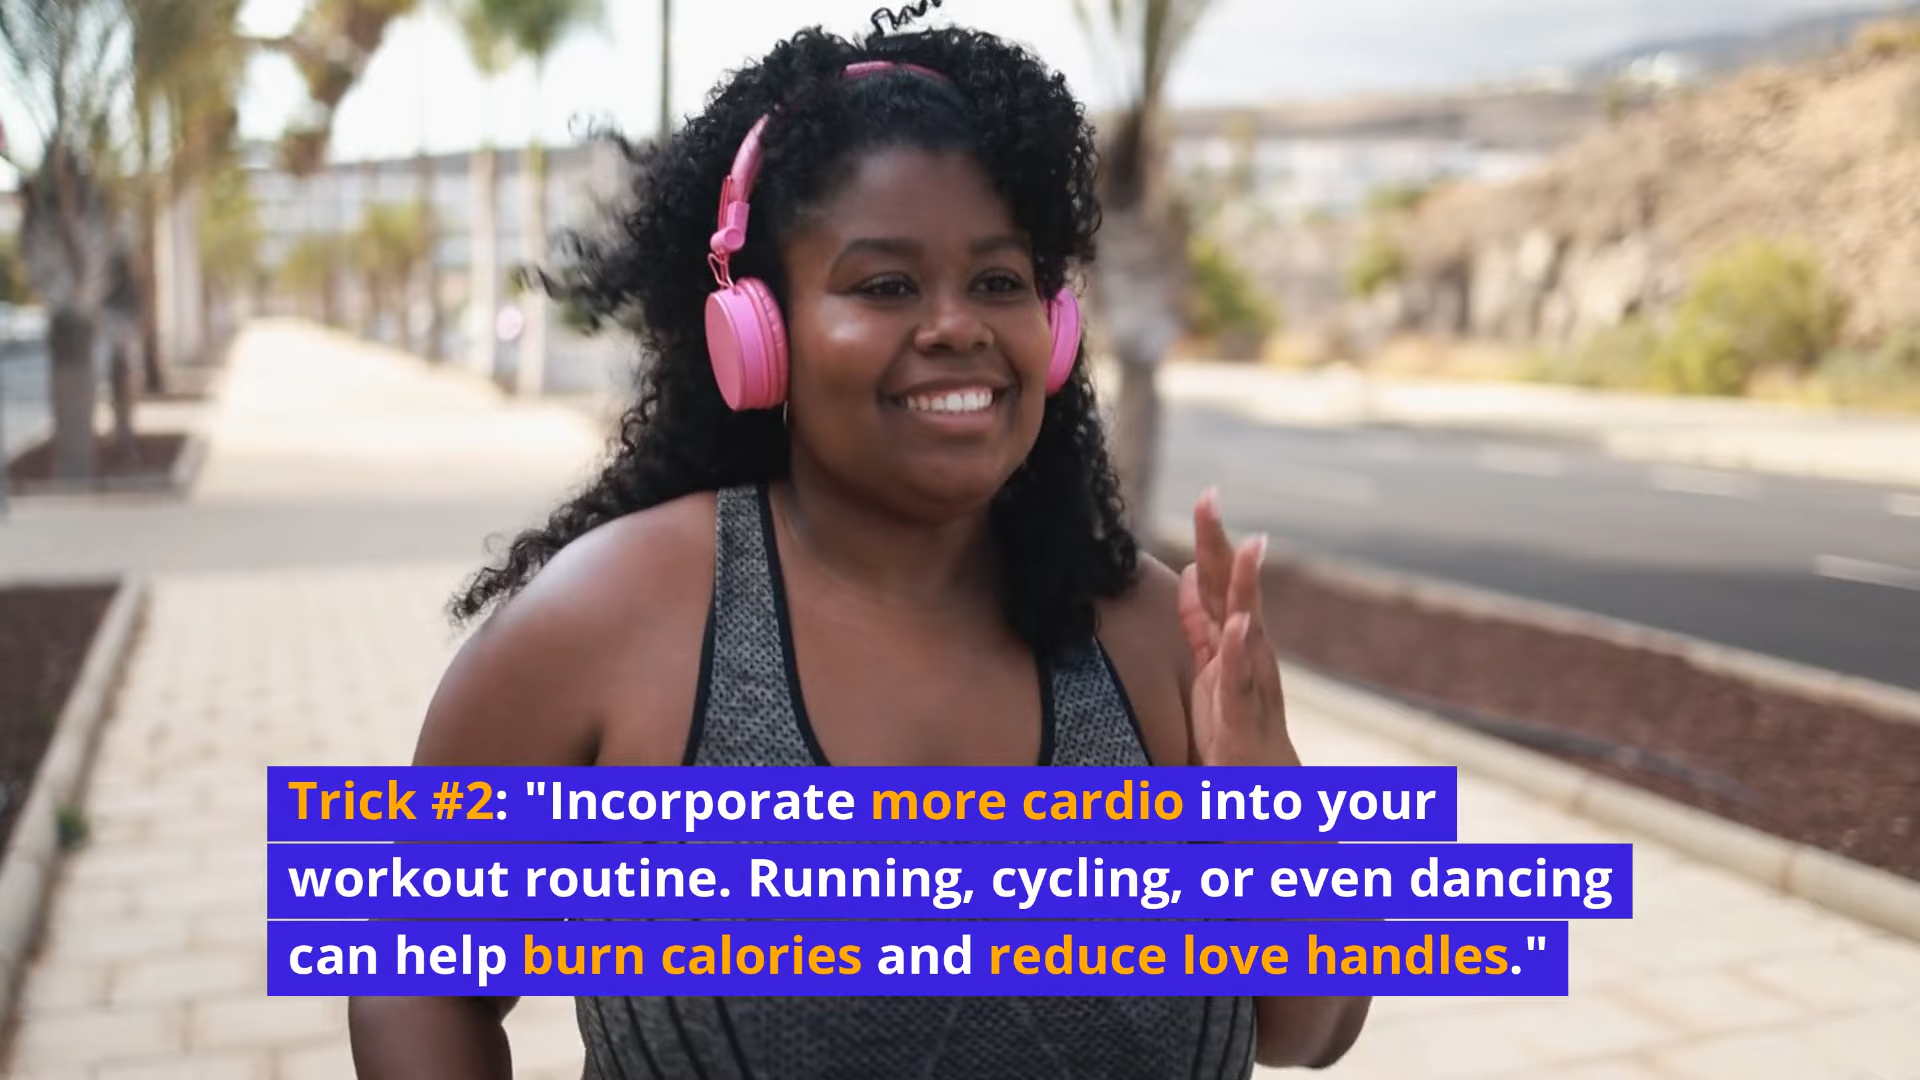 Trick #2: "Incorporate more cardio into your
workout routine. Running, cycling, or even dancing
can help burn calories and reduce love handles."